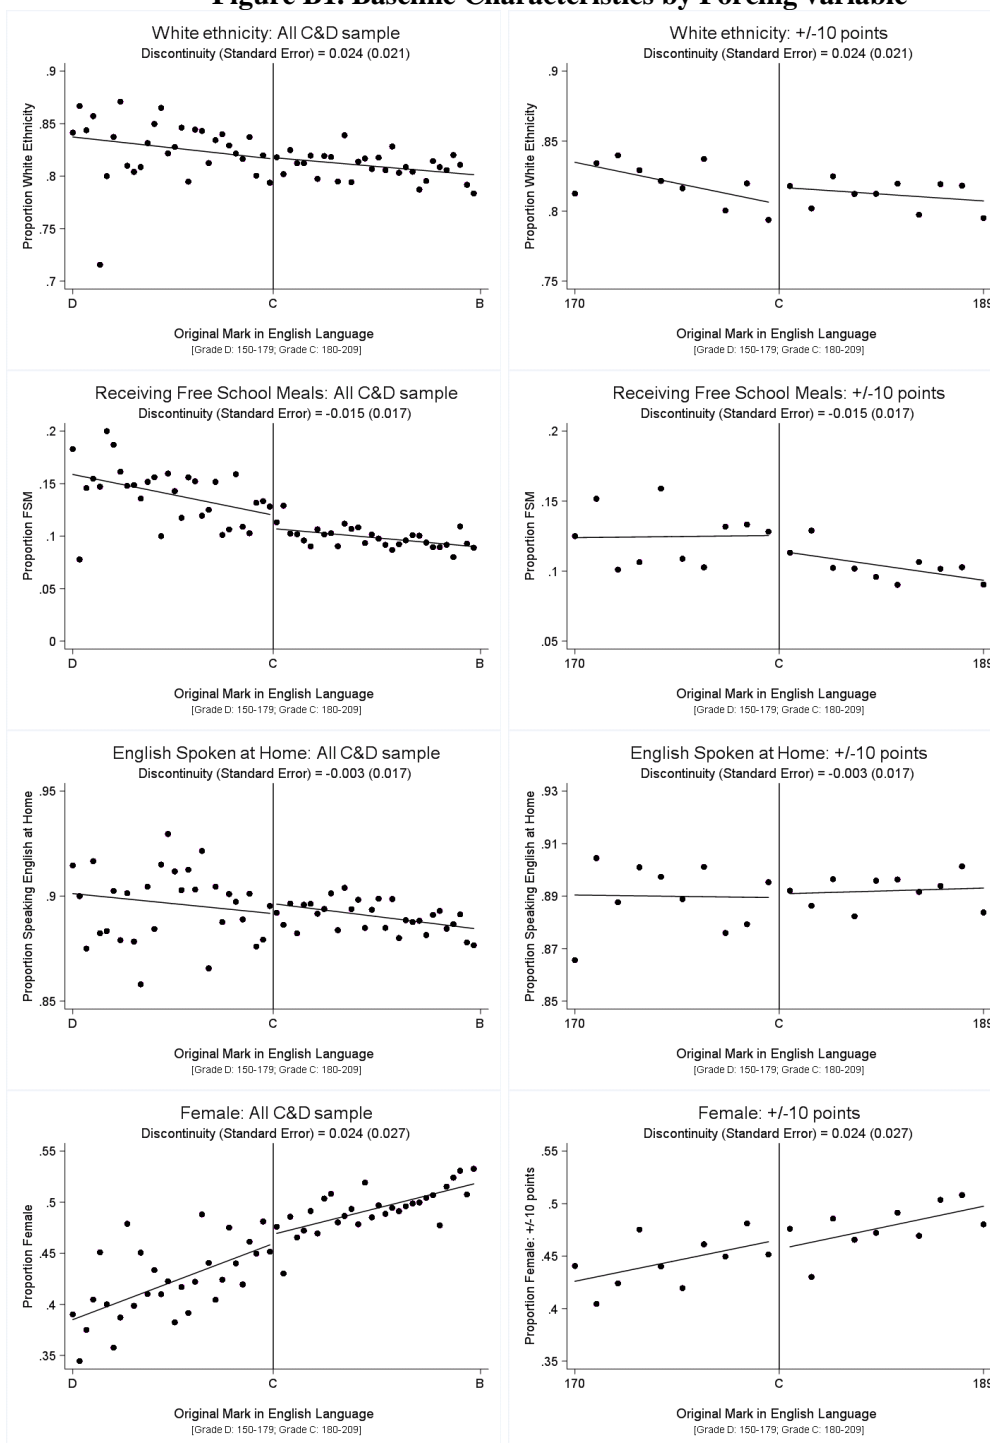 Figure B1: Baseline Characteristics by Forcing Variable
White ethnicity: All C&D sample
Discontinuity (Standard Error) = 0.024 (0.021)
Proportion White Ethnicity
.9
.85
.8
.75
.7
D C B
Original Mark in English Language
[Grade D: 150-179; Grade C: 180-209]
White ethnicity: +/-10 points
Discontinuity (Standard Error) = 0.024 (0.021)
Proportion White Ethnicity
.9
.85
.8
.75
170 C 189
Original Mark in English Language
[Grade D: 150-179; Grade C: 180-209]
Receiving Free School Meals: All C&D sample
Discontinuity (Standard Error) = -0.015 (0.017)
Proportion FSM
.2
.15
.1
.05
0
D C B
Original Mark in English Language
[Grade D: 150-179; Grade C: 180-209]
Receiving Free School Meals: +/-10 points
Discontinuity (Standard Error) = -0.015 (0.017)
Proportion FSM
.2
.15
.1
.05
170 C 189
Original Mark in English Language
[Grade D: 150-179; Grade C: 180-209]
English Spoken at Home: All C&D sample
Discontinuity (Standard Error) = -0.003 (0.017)
Proportion Speaking English at Home
.95
.9
.85
D C B
Original Mark in English Language
[Grade D: 150-179; Grade C: 180-209]
English Spoken at Home: +/-10 points
Discontinuity (Standard Error) = -0.003 (0.017)
Proportion Speaking English at Home
.93
.91
.89
.87
.85
170 C 189
Original Mark in English Language
[Grade D: 150-179; Grade C: 180-209]
Female: All C&D sample
Discontinuity (Standard Error) = 0.024 (0.027)
Proportion Female
.55
.5
.45
.4
.35
D C B
Original Mark in English Language
[Grade D: 150-179; Grade C: 180-209]
Female: +/-10 points
Discontinuity (Standard Error) = 0.024 (0.027)
Proportion Female: +/-10 points
.55
.5
.45
.4
.35
170 C 189
Original Mark in English Language
[Grade D: 150-179; Grade C: 180-209]